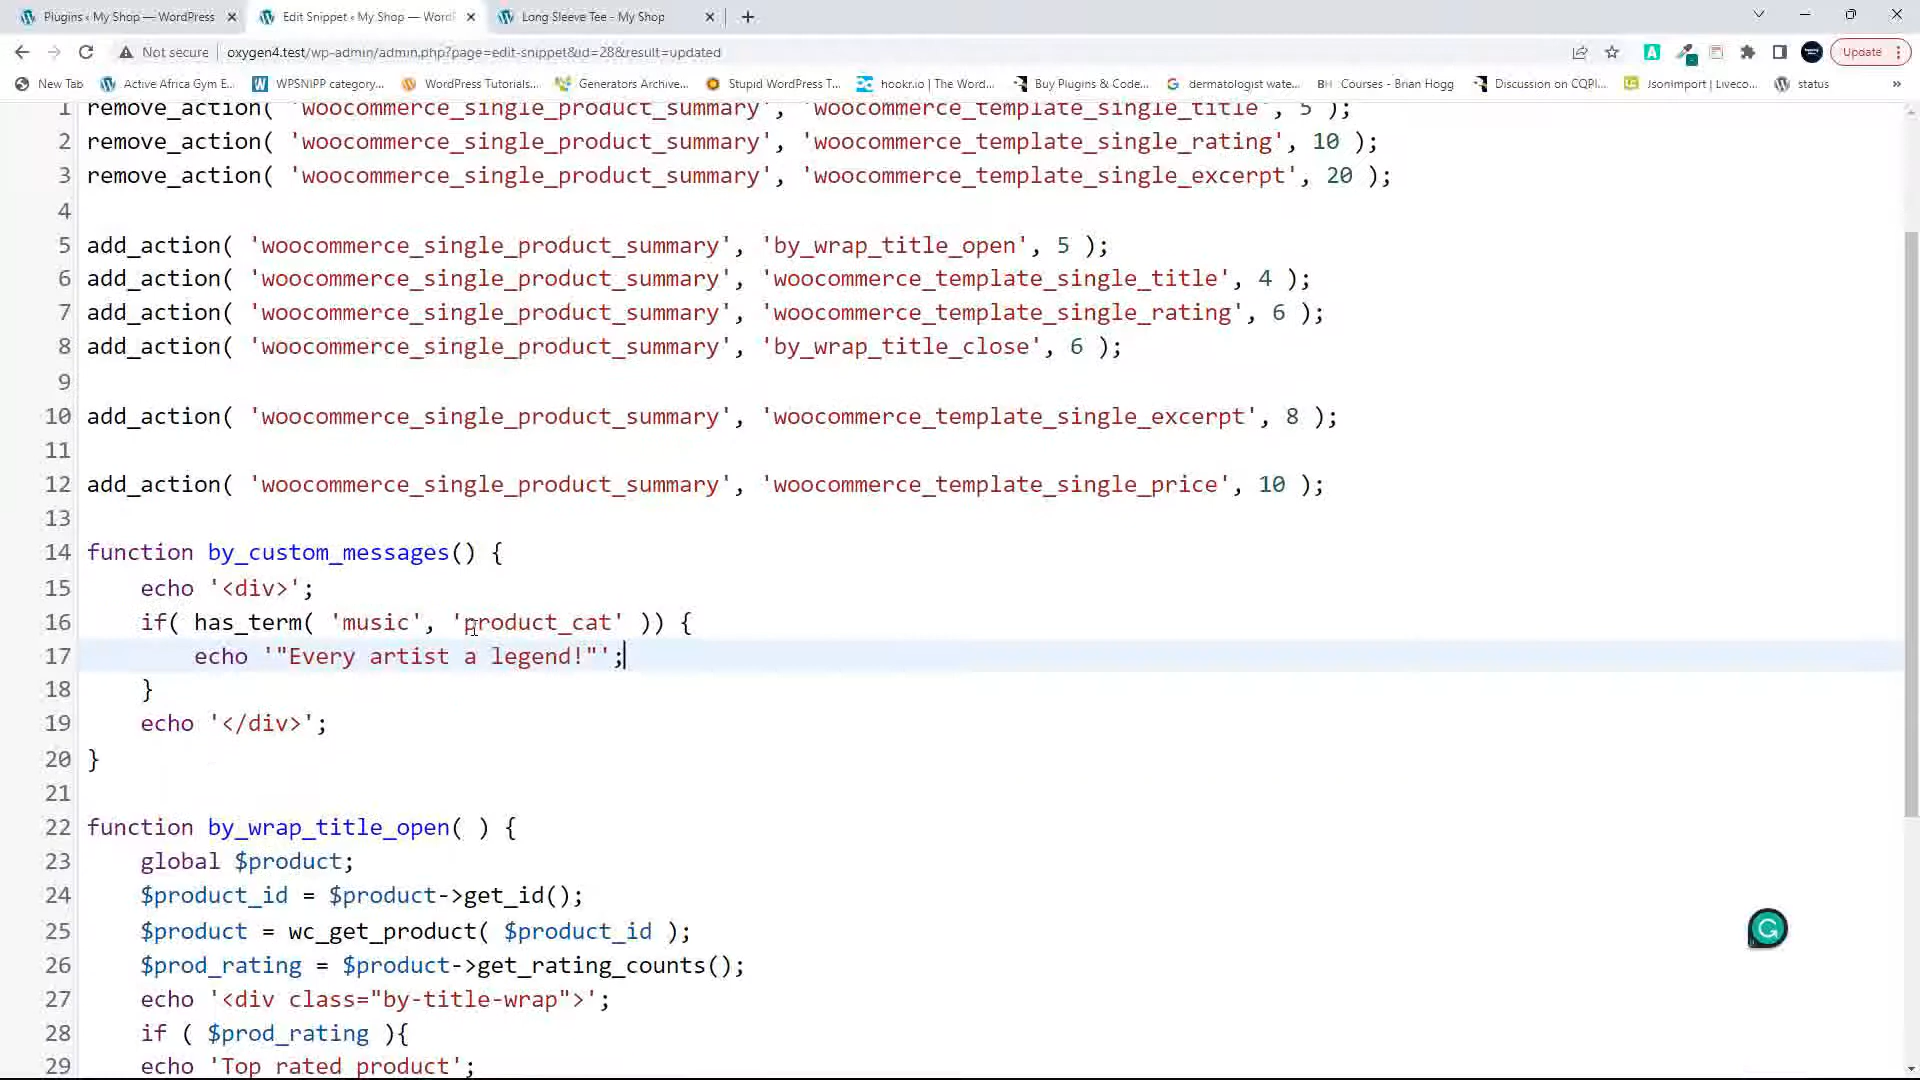 Plugins ‹ My Shop — WordPress
Edit Snippet ‹ My Shop — Word
Long Sleeve Tee - My Shop
Not secure
oxygen4.test/wp-admin/admin.php?page=edit-snippet&id=28&result=updated
Update
New Tab
Active Africa Gym E...
WPSNIPP category...
WordPress Tutorials...
Generators Archive...
Stupid WordPress T...
hookr.io | The Word...
Buy Plugins & Code...
dermatologist wate...
BH Courses - Brian Hogg
Discussion on CQPI...
Jsonimport | Liveco...
status
»
1 remove_action( 'woocommerce_single_product_summary', 'woocommerce_template_single_title', 5 );
2 remove_action( 'woocommerce_single_product_summary', 'woocommerce_template_single_rating', 10 );
3 remove_action( 'woocommerce_single_product_summary', 'woocommerce_template_single_excerpt', 20 );
4
5 add_action( 'woocommerce_single_product_summary', 'by_wrap_title_open', 5 );
6 add_action( 'woocommerce_single_product_summary', 'woocommerce_template_single_title', 4 );
7 add_action( 'woocommerce_single_product_summary', 'woocommerce_template_single_rating', 6 );
8 add_action( 'woocommerce_single_product_summary', 'by_wrap_title_close', 6 );
9
10 add_action( 'woocommerce_single_product_summary', 'woocommerce_template_single_excerpt', 8 );
11
12 add_action( 'woocommerce_single_product_summary', 'woocommerce_template_single_price', 10 );
13
14 function by_custom_messages() {
15 echo '<div>';
16 if( has_term( 'music', 'product_cat' )) {
17 echo '"Every artist a legend!"';
18 }
19 echo '</div>';
20 }
21
22 function by_wrap_title_open( ) {
23 global $product;
24 $product_id = $product->get_id();
25 $product = wc_get_product( $product_id );
26 $prod_rating = $product->get_rating_counts();
27 echo '<div class="by-title-wrap">';
28 if ( $prod_rating ){
29 echo 'Top rated product';